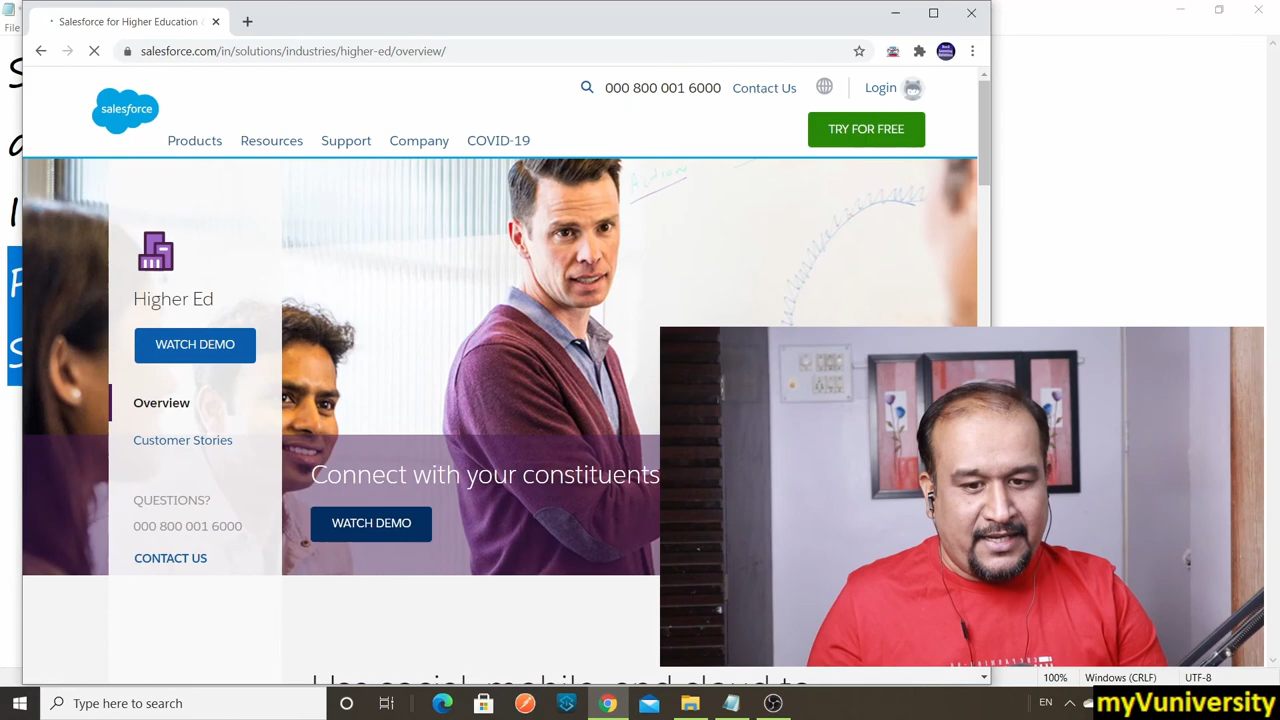 Salesforce for Higher Education
File
salesforce.com/in/solutions/industries/higher-ed/overview/
000 800 001 6000
Contact Us
Login
salesforce
TRY FOR FREE
Products
Resources
Support
Company
COVID-19
Higher Ed
WATCH DEMO
Overview
Customer Stories
Connect with your constituents
QUESTIONS?
WATCH DEMO
000 800 001 6000
CONTACT US
100%
Windows (CRLF)
UTF-8
Type here to search
EN
myVuniversity